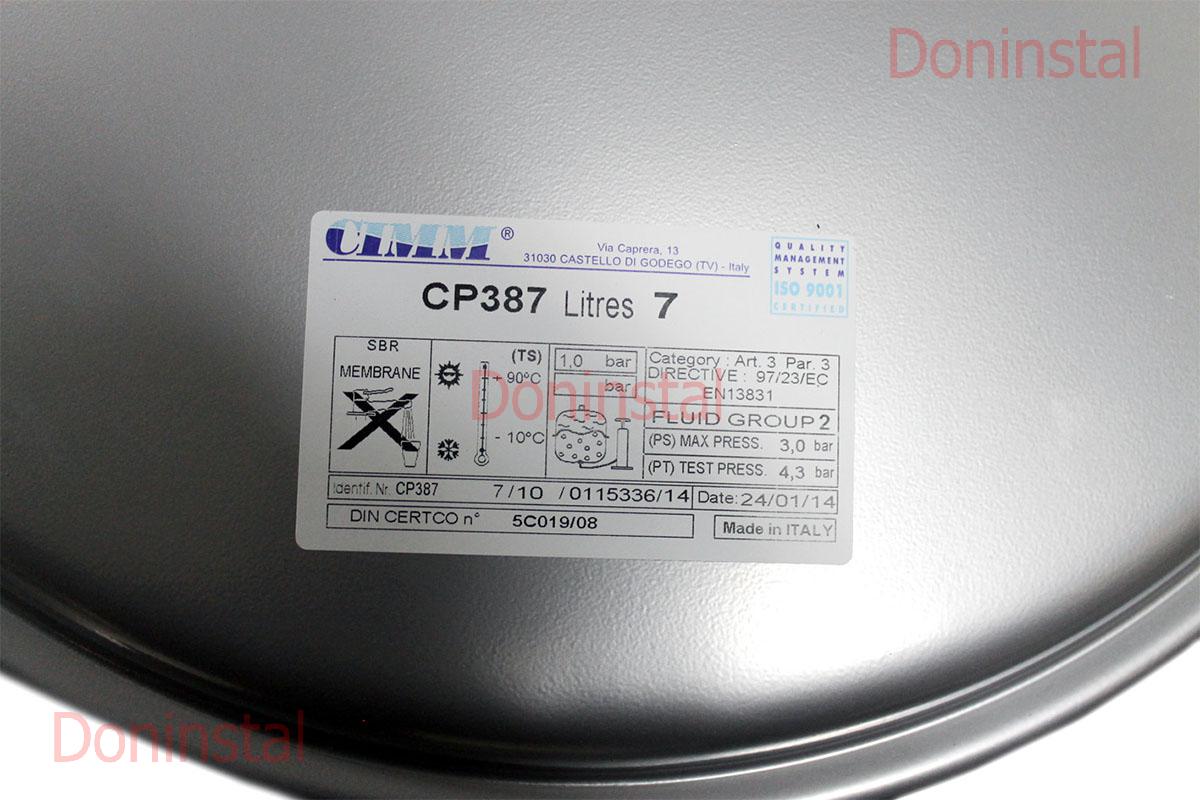 Doninstal
CIMM®
Via Caprera, 13
31030 CASTELLO DI GODEGO (TV) - Italy
QUALITY
MANAGEMENT
SYSTEM
ISO 9001
CERTIFIED
CP387 Litres 7
SBR
MEMBRANE
(TS)
+ 90°C
- 10°C
1,0 bar
bar
Category : Art. 3 Par. 3
DIRECTIVE : 97/23/EC
EN13831
Doninstal
FLUID GROUP 2
(PS) MAX PRESS. 3,0 bar
(PT) TEST PRESS. 4,3 bar
Identif. Nr. CP387 7/10 /0115336/14 Date: 24/01/14
DIN CERTCO n° 5C019/08
Made in ITALY
Doninstal